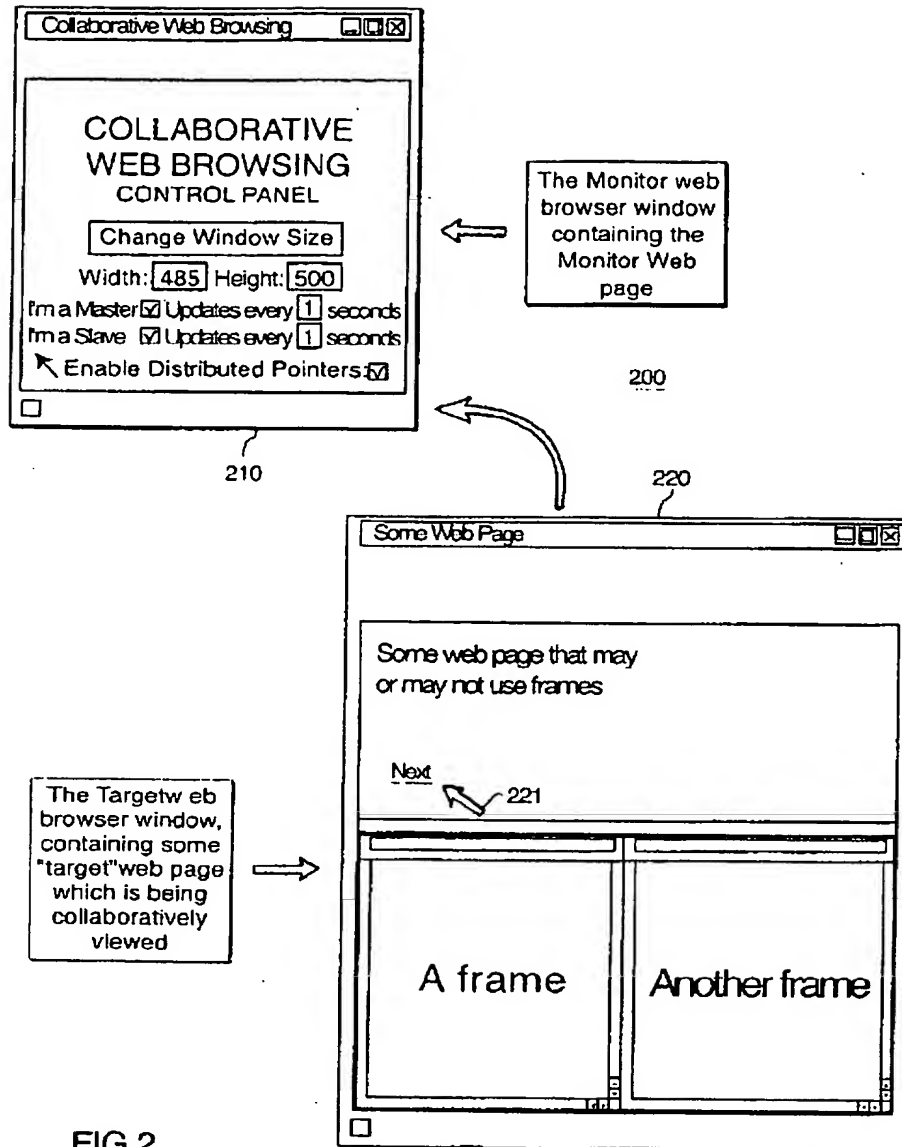 Collaborative Web Browsing
COLLABORATIVE
WEB BROWSING
CONTROL PANEL
Change Window Size
Width: 485 Height: 500
I'm a Master Updates every 1 seconds
I'm a Slave Updates every 1 seconds
Enable Distributed Pointers:
The Monitor web
browser window
containing the
Monitor Web
page
200
210
220
Some Web Page
Some web page that may
or may not use frames
Next
221
The Targetw eb
browser window,
containing some
"target"web page
which is being
collaboratively
viewed
A frame
Another frame
FIG.2